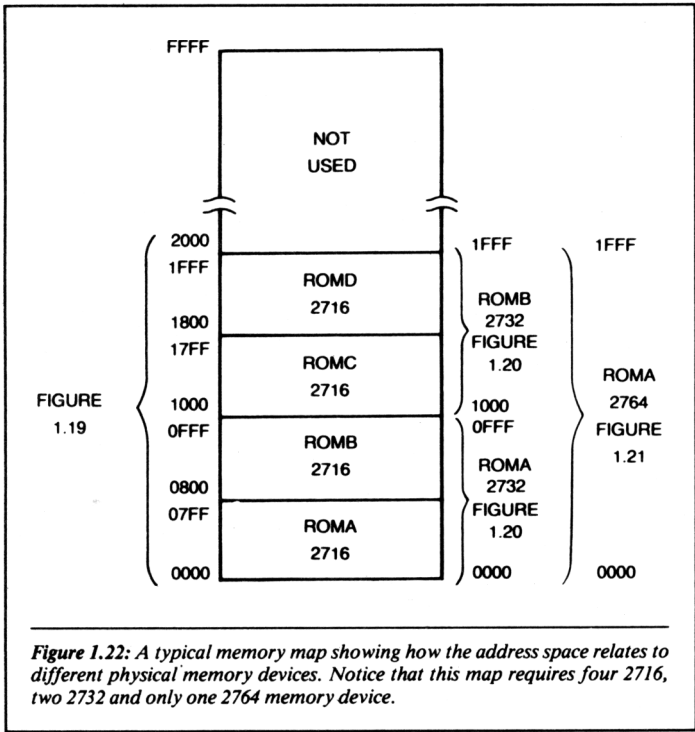 FFFF
NOT
USED
2000
1FFF
ROMD
2716
1800
17FF
ROMC
2716
1000
0FFF
ROMB
2716
0800
07FF
ROMA
2716
0000
FIGURE
1.19
1FFF
ROMB
2732
FIGURE
1.20
1000
0FFF
ROMA
2732
FIGURE
1.20
0000
1FFF
ROMA
2764
FIGURE
1.21
0000
Figure 1.22: A typical memory map showing how the address space relates to
different physical memory devices. Notice that this map requires four 2716,
two 2732 and only one 2764 memory device.